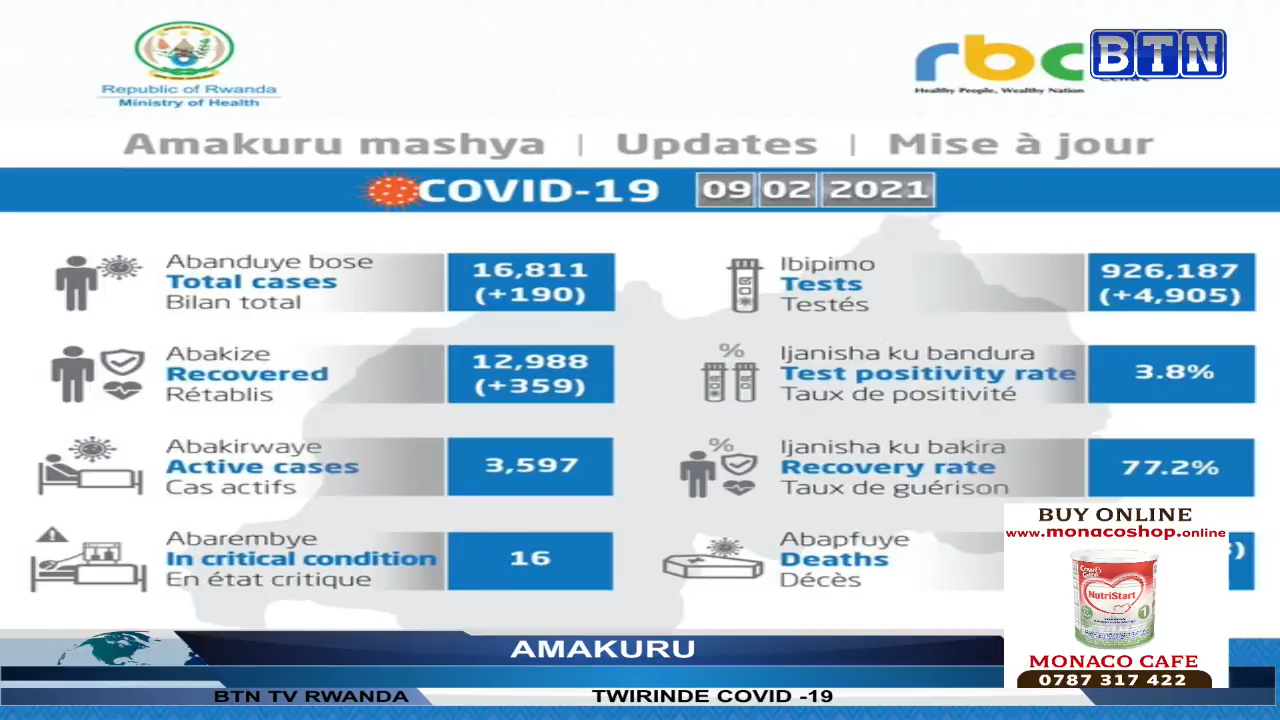 Republic of Rwanda
Ministry of Health
rbc
BTN
Healthy People, Wealthy Nation
Amakuru mashya | Updates | Mise à jour
COVID-19 09 02 2021
Abanduye bose
Total cases
Bilan total
16,811
(+190)
Ibipimo
Tests
Testés
926,187
(+4,905)
Abakize
Recovered
Rétablis
12,988
(+359)
Ijanisha ku bandura
Test positivity rate
Taux de positivité
3.8%
Abakirwaye
Active cases
Cas actifs
3,597
Ijanisha ku bakira
Recovery rate
Taux de guérison
77.2%
Abarembye
In critical condition
En état critique
16
Abapfuye
Deaths
Décès
BUY ONLINE
www.monacoshop.online
Cow's Gate
NutriStart
1
MONACO CAFE
0787 317 422
AMAKURU
BTN TV RWANDA TWIRINDE COVID -19